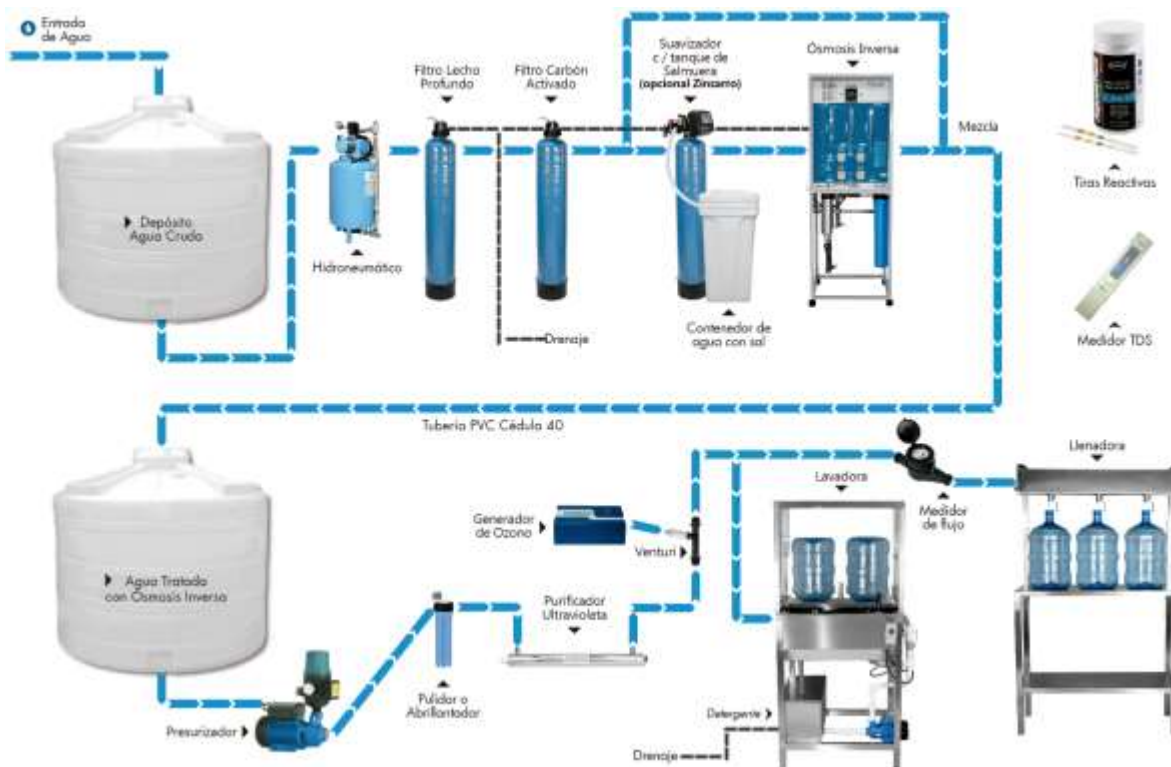 Entrada
de Agua
Filtro Lecho
Profundo
Filtro Carbón
Activado
Suavizador
c / tanque de
Salmuera
(opcional Zincarto)
Ósmosis Inversa
Mezcla
Tiras Reactivas
Depósito
Agua Cruda
Hidroneumático
Drenaje
Contenedor de
agua con sal
Medidor TDS
Tubería PVC Cédula 40
Llenadora
Lavadora
Generador
de Ozono
Venturi
Medidor
de flujo
Agua Tratada
con Ósmosis Inversa
Purificador
Ultravioleta
Pulidor o
Abrillantador
Presurizador
Detergente
Drenaje